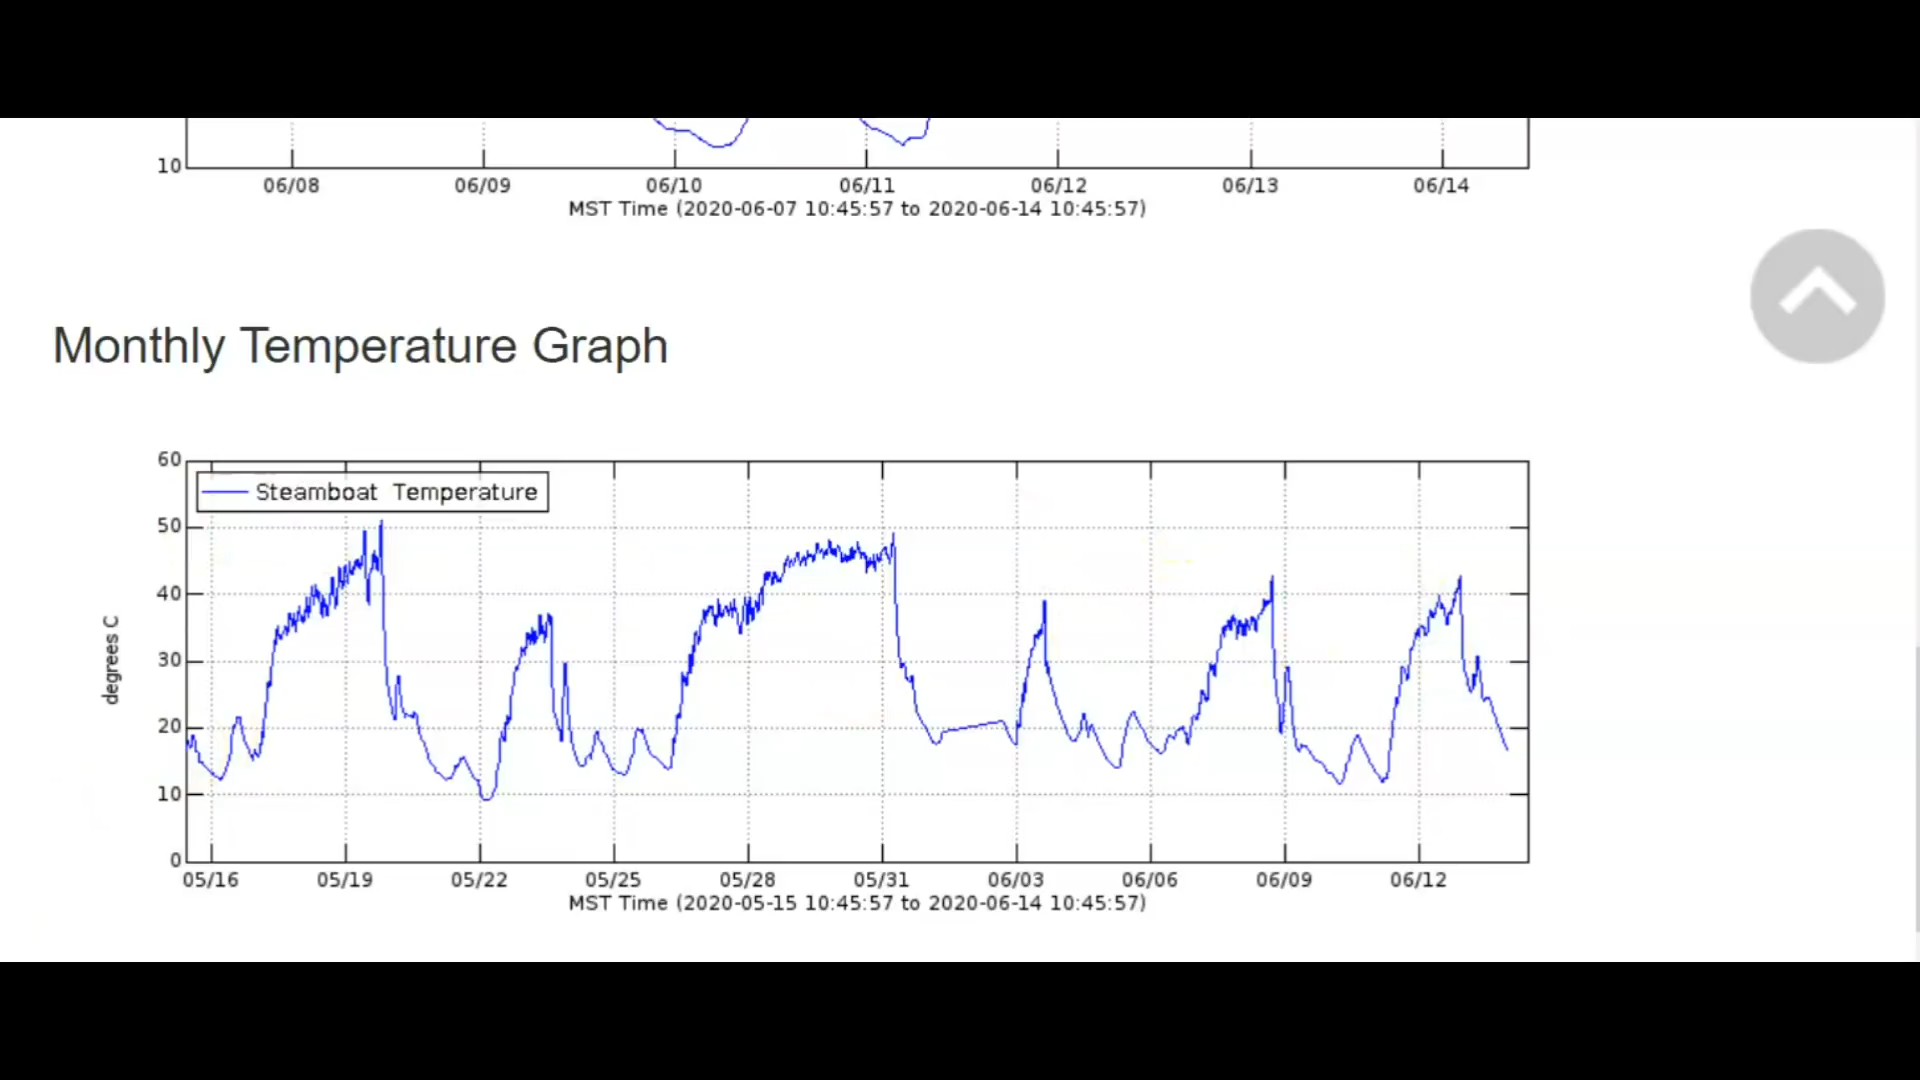 10
06/08 06/09 06/10 06/11 06/12 06/13 06/14
MST Time (2020-06-07 10:45:57 to 2020-06-14 10:45:57)
Monthly Temperature Graph
60
Steamboat Temperature
50
40
degrees C
30
20
10
0
05/16 05/19 05/22 05/25 05/28 05/31 06/03 06/06 06/09 06/12
MST Time (2020-05-15 10:45:57 to 2020-06-14 10:45:57)